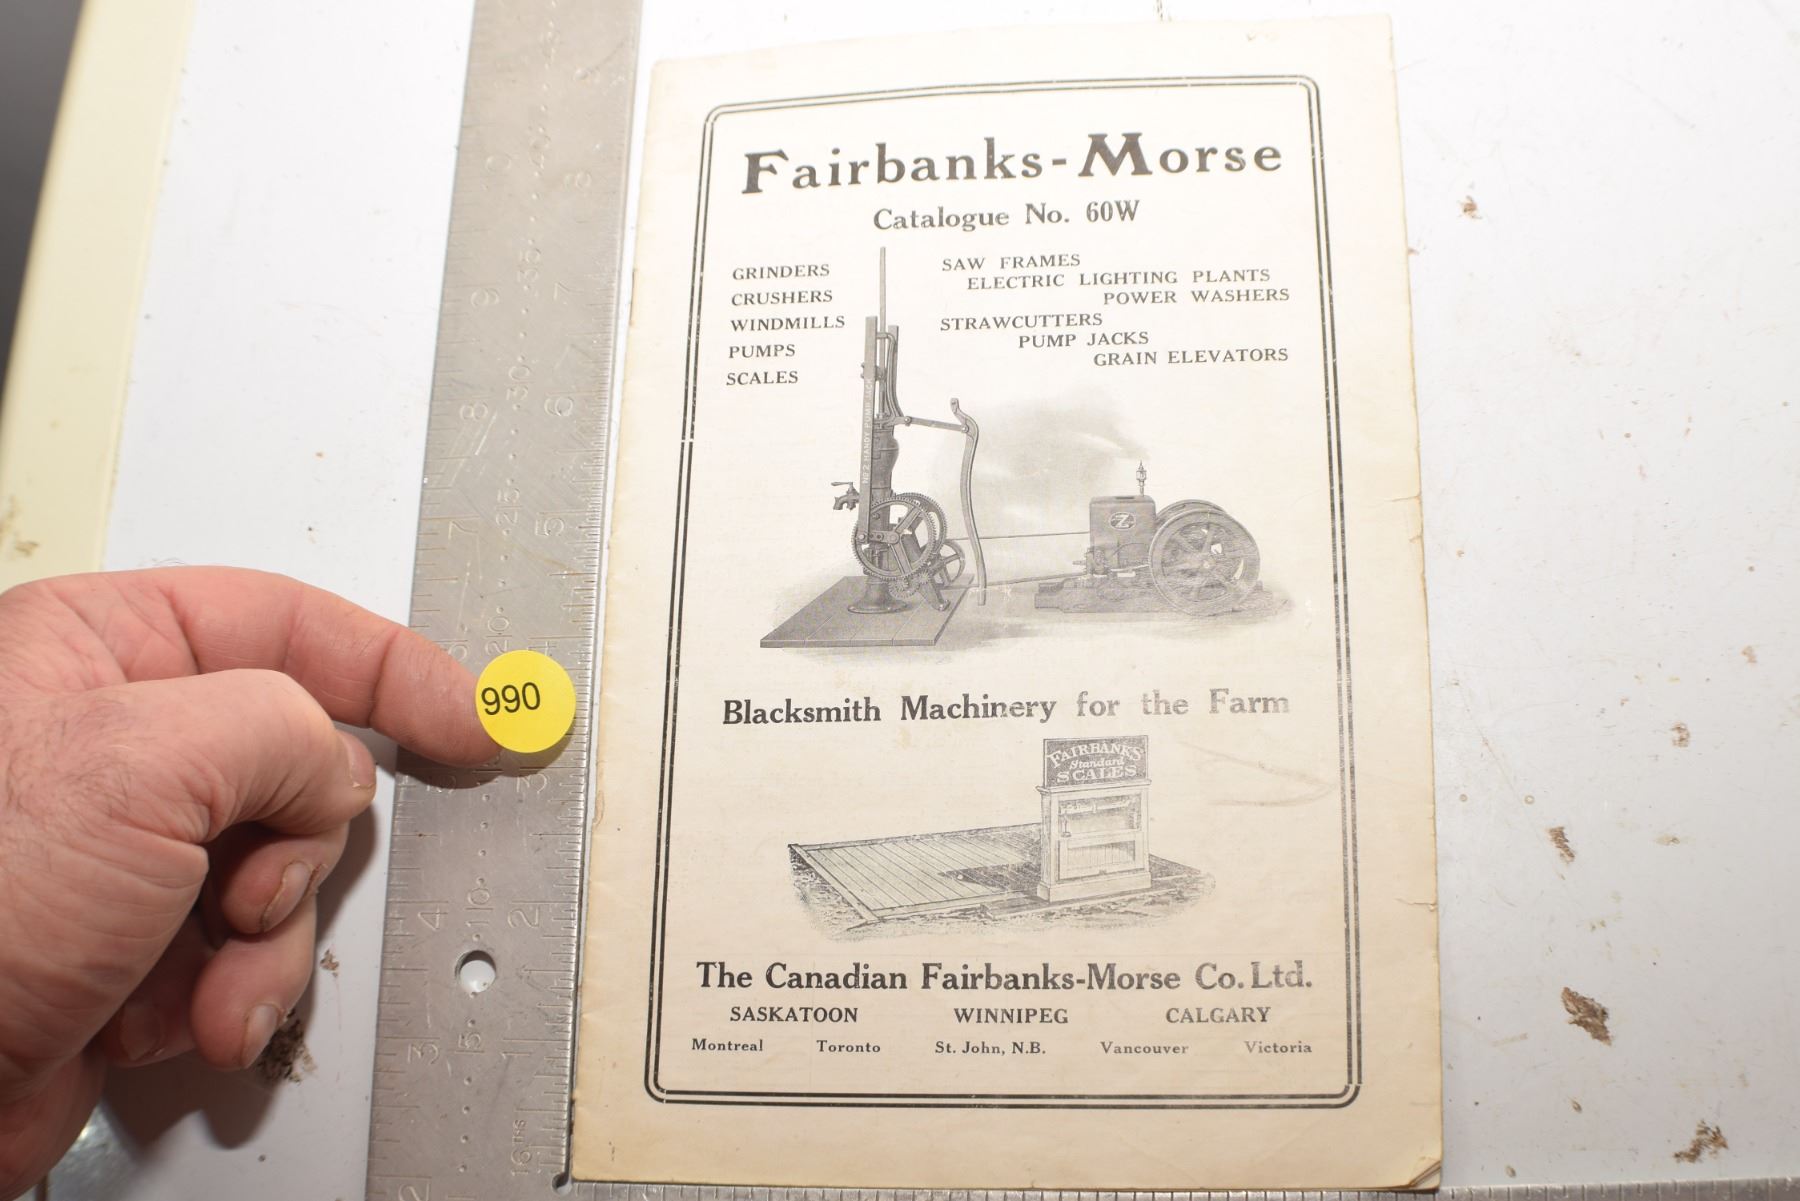 Fairbanks-Morse
Catalogue No. 60W
GRINDERS
CRUSHERS
WINDMILLS
PUMPS
SCALES
SAW FRAMES
ELECTRIC LIGHTING PLANTS
POWER WASHERS
STRAWCUTTERS
PUMP JACKS
GRAIN ELEVATORS
Z
Blacksmith Machinery for the Farm
FAIRBANKS
Standard
SCALES
The Canadian Fairbanks-Morse Co. Ltd.
SASKATOON WINNIPEG CALGARY
Montreal Toronto St. John, N.B. Vancouver Victoria
990